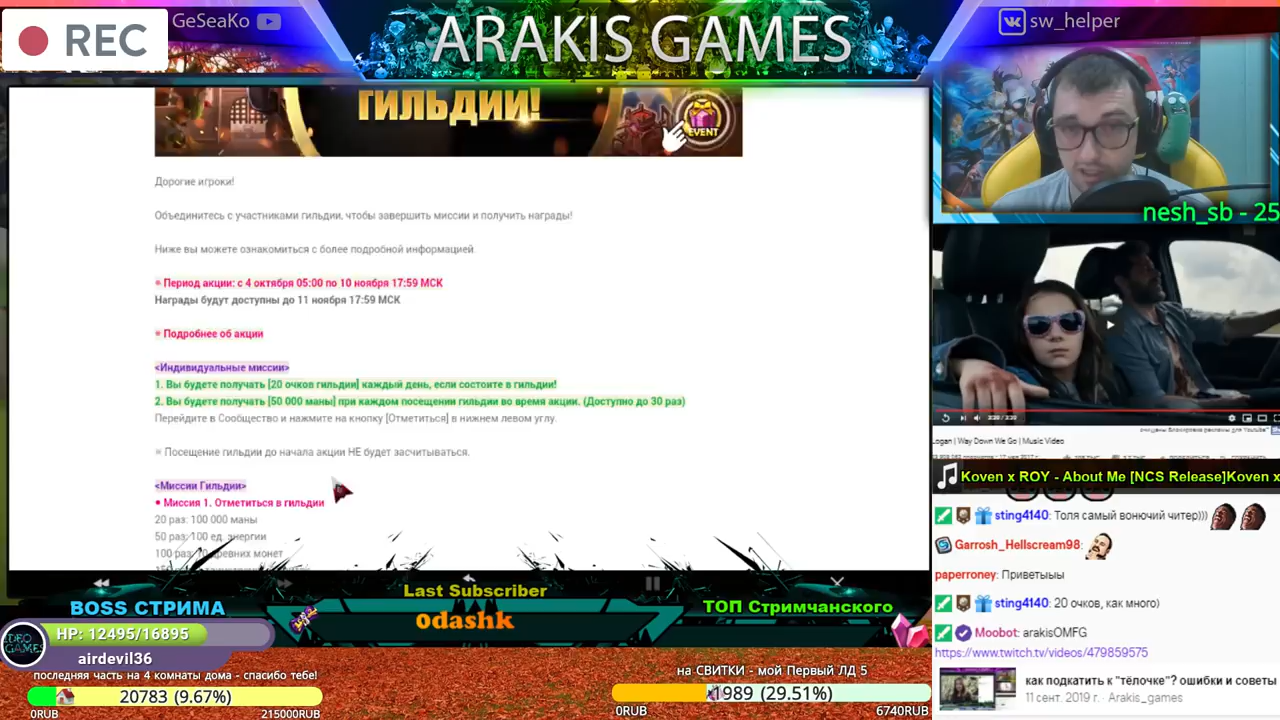 REC
GeSeaKo
ARAKIS GAMES
sw_helper
ГИЛЬДИИ!
EVENT
Дорогие игроки!
Объединитесь с участниками гильдии, чтобы завершить миссии и получить награды!
Ниже вы можете ознакомиться с более подробной информацией
Период акции: с 4 октября 05:00 по 10 ноября 17:59 МСК
Награды будут доступны до 11 ноября 17:59 МСК
Подробнее об акции
<Индивидуальные миссии>
1. Вы будете получать [20 очков гильдии] каждый день, если состоите в гильдии!
2. Вы будете получать [50 000 маны] при каждом посещении гильдии во время акции. (Доступно до 30 раз)
Перейдите в Сообщество и нажмите на кнопку [Отметиться] в нижнем левом углу.
※ Посещение гильдии до начала акции НЕ будет засчитываться.
<Миссии Гильдии>
● Миссия 1. Отметиться в гильдии
20 раз: 100 000 маны
50 раз: 100 ед. энергии
100 раз: 70 древних монет
nesh_sb - 25
Logan | Way Down We Go | Music Video
Koven x ROY - About Me [NCS Release]Koven x
sting4140: Толя самый вонючий читер)))
Garrosh_Hellscream98:
paperroney: Приветыыы
sting4140: 20 очков, как много)
Moobot: arakisOMFG
https://www.twitch.tv/videos/479859575
как подкатить к "тёлочке"? ошибки и советы
11 сент. 2019 г. · Arakis_games
BOSS СТРИМА
HP: 12495/16895
airdevil36
последняя часть на 4 комнаты дома - спасибо тебе!
20783 (9.67%)
0RUB
215000RUB
Last Subscriber
0dashk
ТОП Стримчанского
на СВИТКИ - мой Первый ЛД 5
1989 (29.51%)
0RUB
6740RUB